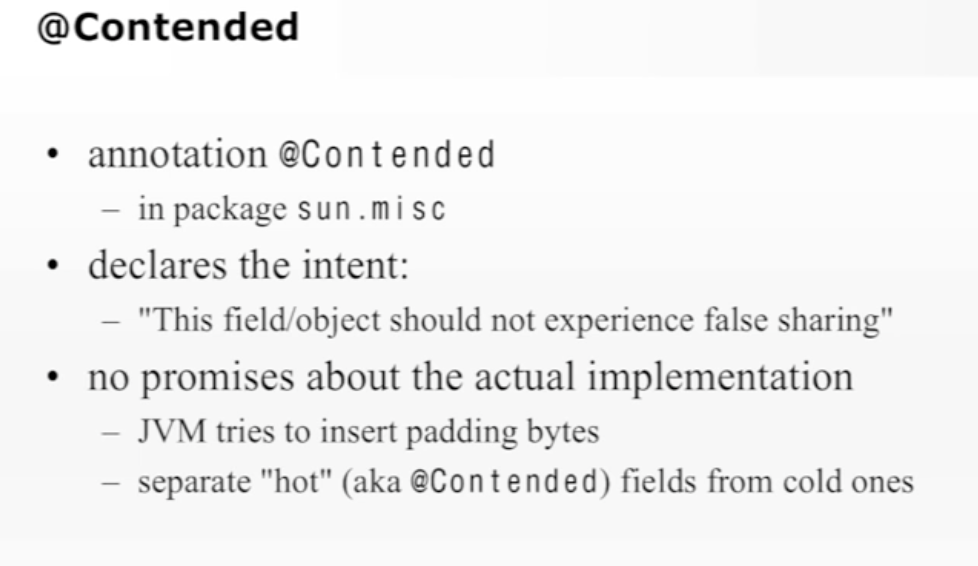 @Contended
• annotation @Contended
– in package sun.misc
• declares the intent:
– "This field/object should not experience false sharing"
• no promises about the actual implementation
– JVM tries to insert padding bytes
– separate "hot" (aka @Contended) fields from cold ones